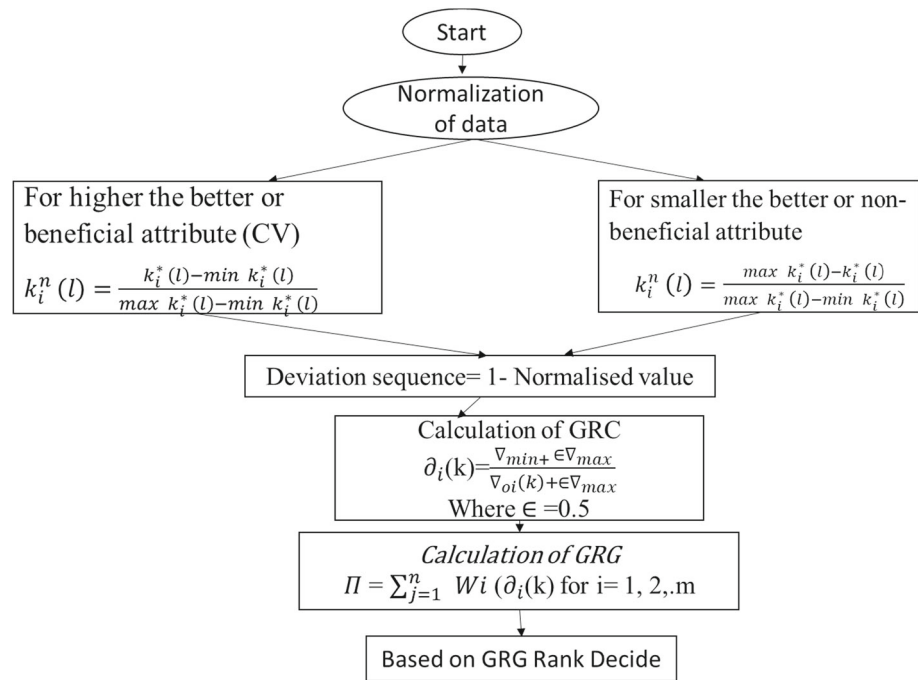 Start
Normalization
of data
For higher the better or
beneficial attribute (CV)
k_i^n (l) = (k_i^*(l)−min k_i^*(l)) / (max k_i^*(l)−min k_i^*(l))
For smaller the better or non-
beneficial attribute
k_i^n (l) = (max k_i^*(l)−k_i^*(l)) / (max k_i^*(l)−min k_i^*(l))
Deviation sequence= 1- Normalised value
Calculation of GRC
∂_i(k)=(∇_min+ ∈∇_max) / (∇_oi(k)+∈∇_max)
Where ∈ =0.5
Calculation of GRG
Π = ∑_{j=1}^n Wi (∂_i(k) for i= 1, 2,.m
Based on GRG Rank Decide